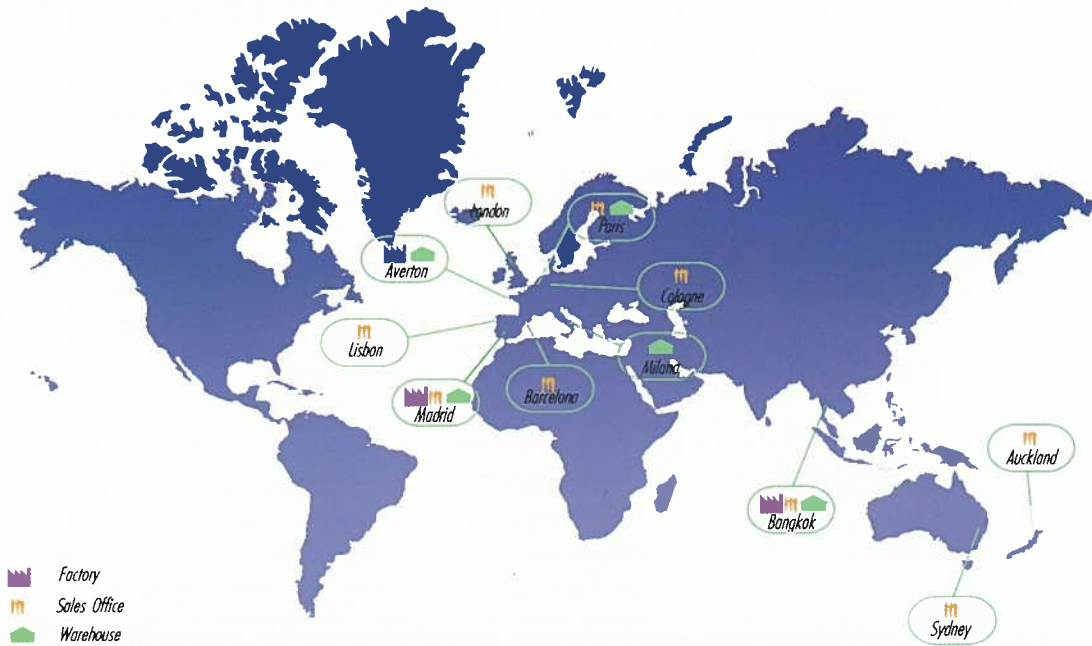 London
Paris
Averton
Cologne
Lisbon
Milano
Barcelona
Madrid
Auckland
Bangkok
Factory
Sales Office
Sydney
Warehouse